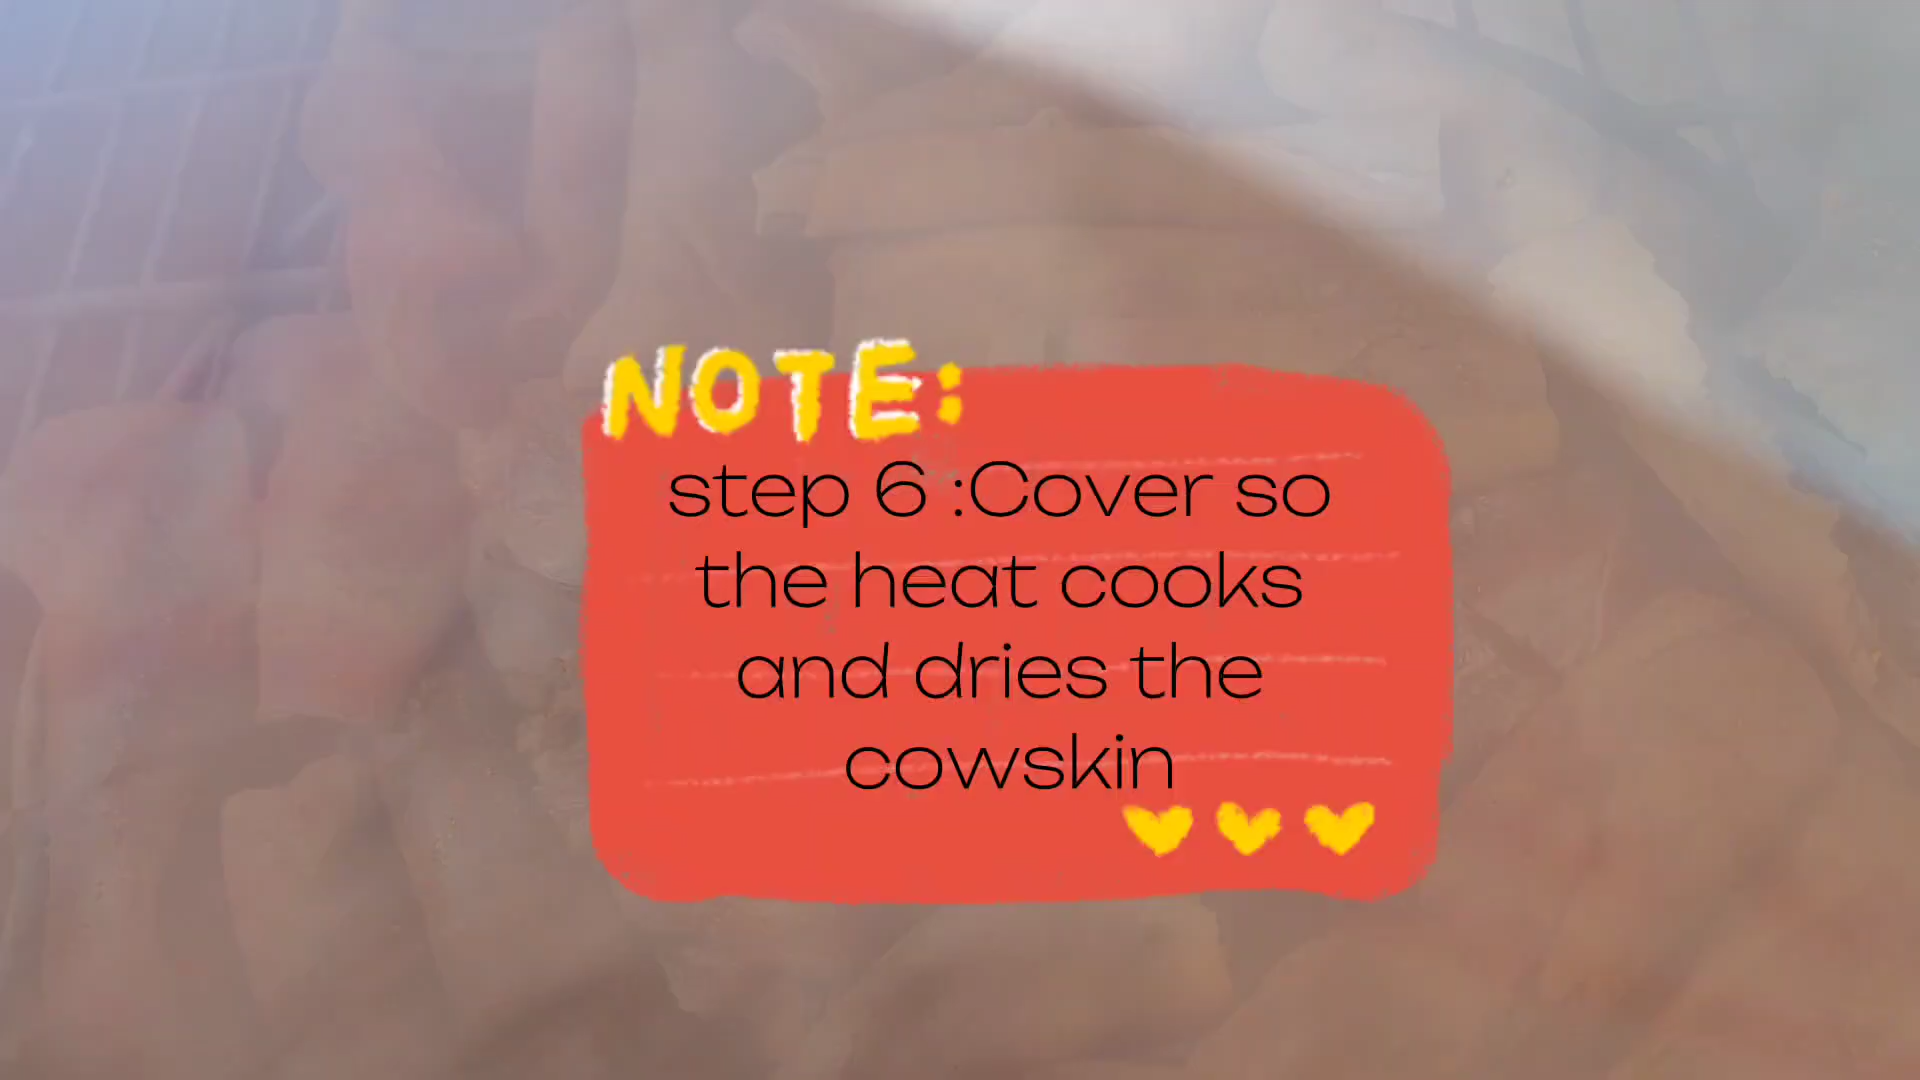 NOTE:
step 6 :Cover so
the heat cooks
and dries the
cowskin